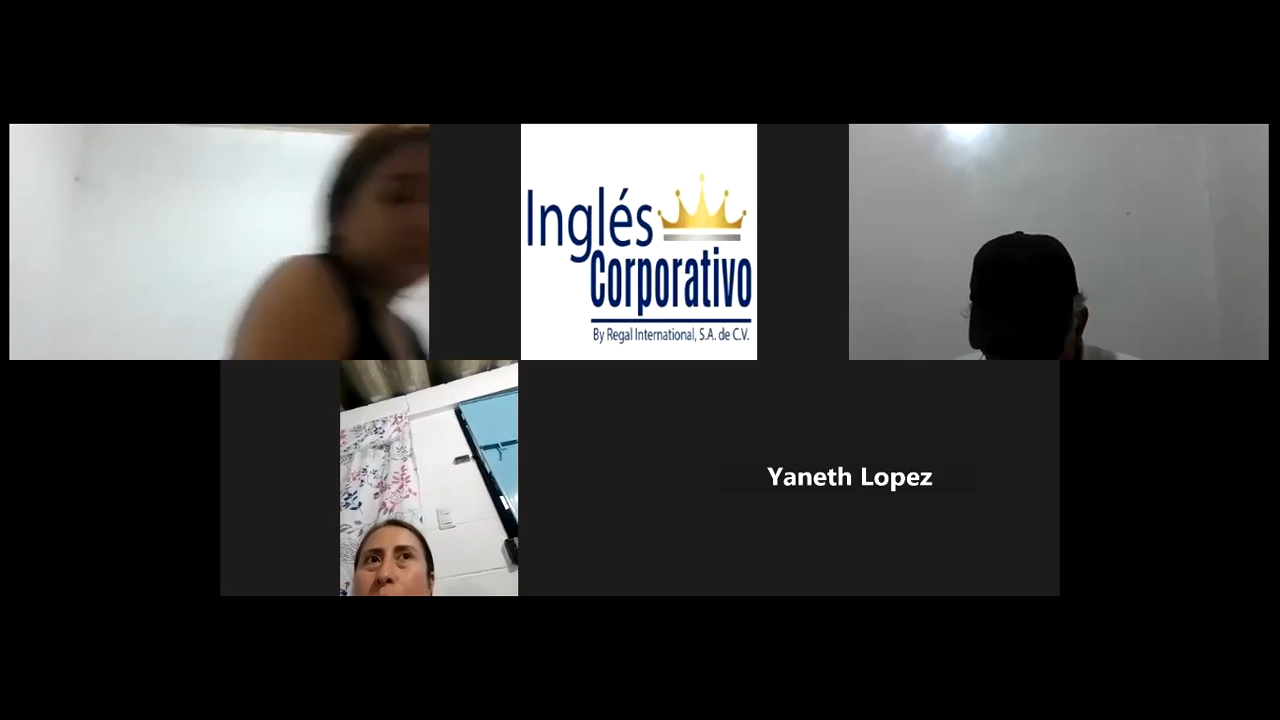 Inglés
Corporativo
By Regal International, S.A. de C.V.
Yaneth Lopez